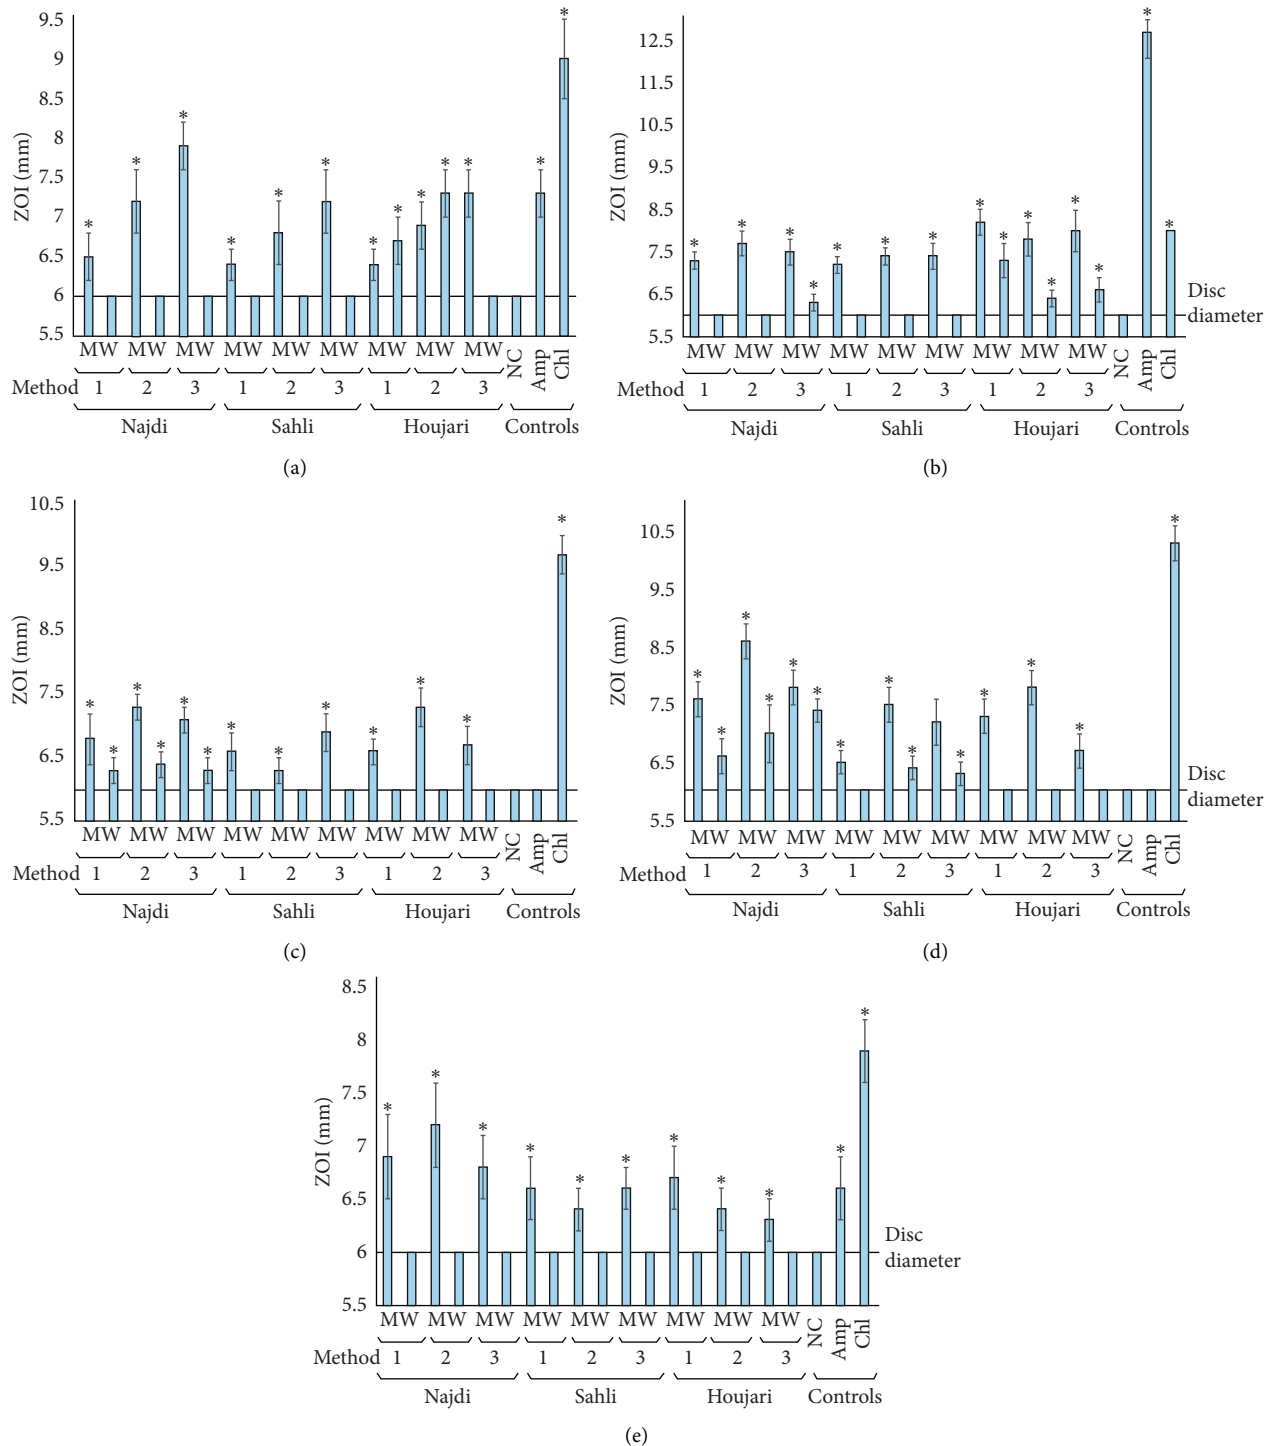 9.5
9
8.5
8
7.5
7
6.5
6
5.5
ZOI (mm)
* * * * * * * * * * * * *
MW MW MW MW MW MW MW MW MW NC Amp Chl
Method 1 2 3 1 2 3 1 2 3
Najdi Sahli Houjari Controls
(a)
12.5
11.5
10.5
9.5
8.5
7.5
6.5
5.5
ZOI (mm)
* * * * * * * * * * * * * * *
Disc
diameter
MW MW MW MW MW MW MW MW MW NC Amp Chl
Method 1 2 3 1 2 3 1 2 3
Najdi Sahli Houjari Controls
(b)
10.5
9.5
8.5
7.5
6.5
5.5
ZOI (mm)
* * * * * * * * * * * * *
MW MW MW MW MW MW MW MW MW NC Amp Chl
Method 1 2 3 1 2 3 1 2 3
Najdi Sahli Houjari Controls
(c)
10.5
9.5
8.5
7.5
6.5
5.5
ZOI (mm)
* * * * * * * * * * * * * *
Disc
diameter
MW MW MW MW MW MW MW MW MW NC Amp Chl
Method 1 2 3 1 2 3 1 2 3
Najdi Sahli Houjari Controls
(d)
8.5
8
7.5
7
6.5
6
5.5
ZOI (mm)
* * * * * * * * * * *
Disc
diameter
MW MW MW MW MW MW MW MW MW NC Amp Chl
Method 1 2 3 1 2 3 1 2 3
Najdi Sahli Houjari Controls
(e)